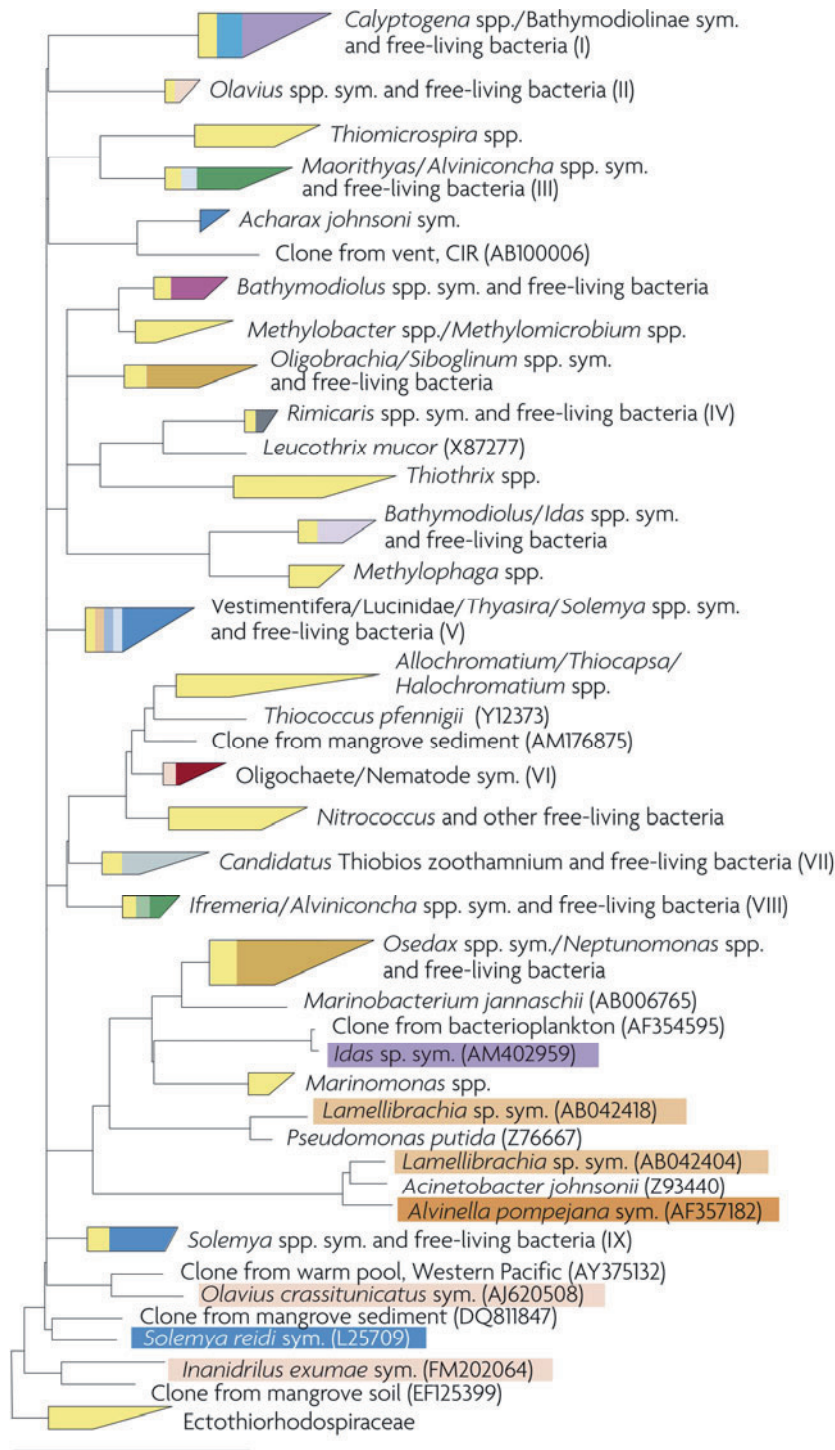 Calyptogena spp./Bathymodiolinae sym.
and free-living bacteria (I)
Olavius spp. sym. and free-living bacteria (II)
Thiomicrospira spp.
Maorithyas/Alviniconcha spp. sym.
and free-living bacteria (III)
Acharax johnsoni sym.
Clone from vent, CIR (AB100006)
Bathymodiolus spp. sym. and free-living bacteria
Methylobacter spp./Methylomicrobium spp.
Oligobrachia/Siboglinum spp. sym.
and free-living bacteria
Rimicaris spp. sym. and free-living bacteria (IV)
Leucothrix mucor (X87277)
Thiothrix spp.
Bathymodiolus/Idas spp. sym.
and free-living bacteria
Methylophaga spp.
Vestimentifera/Lucinidae/Thyasira/Solemya spp. sym.
and free-living bacteria (V)
Allochromatium/Thiocapsa/
Halochromatium spp.
Thiococcus pfennigii (Y12373)
Clone from mangrove sediment (AM176875)
Oligochaete/Nematode sym. (VI)
Nitrococcus and other free-living bacteria
Candidatus Thiobios zoothamnium and free-living bacteria (VII)
Ifremeria/Alviniconcha spp. sym. and free-living bacteria (VIII)
Osedax spp. sym./Neptunomonas spp.
and free-living bacteria
Marinobacterium jannaschii (AB006765)
Clone from bacterioplankton (AF354595)
Idas sp. sym. (AM402959)
Marinomonas spp.
Lamellibrachia sp. sym. (AB042418)
Pseudomonas putida (Z76667)
Lamellibrachia sp. sym. (AB042404)
Acinetobacter johnsonii (Z93440)
Alvinella pompejana sym. (AF357182)
Solemya spp. sym. and free-living bacteria (IX)
Clone from warm pool, Western Pacific (AY375132)
Olavius crassitunicatus sym. (AJ620508)
Clone from mangrove sediment (DQ811847)
Solemya reidi sym. (L25709)
Inanidrilus exumae sym. (FM202064)
Clone from mangrove soil (EF125399)
Ectothiorhodospiraceae